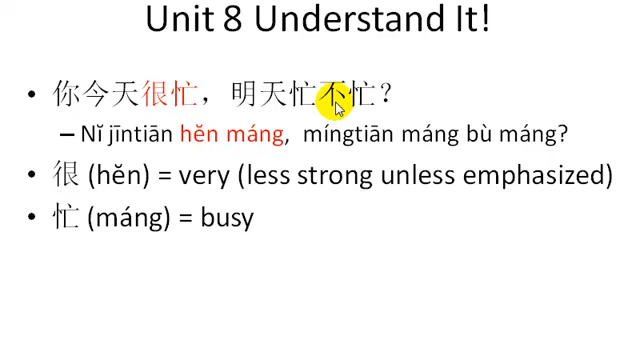 Unit 8 Understand It!
• 你今天很忙，明天忙不忙？
– Nǐ jīntiān hěn máng, míngtiān máng bù máng?
• 很 (hěn) = very (less strong unless emphasized)
• 忙 (máng) = busy